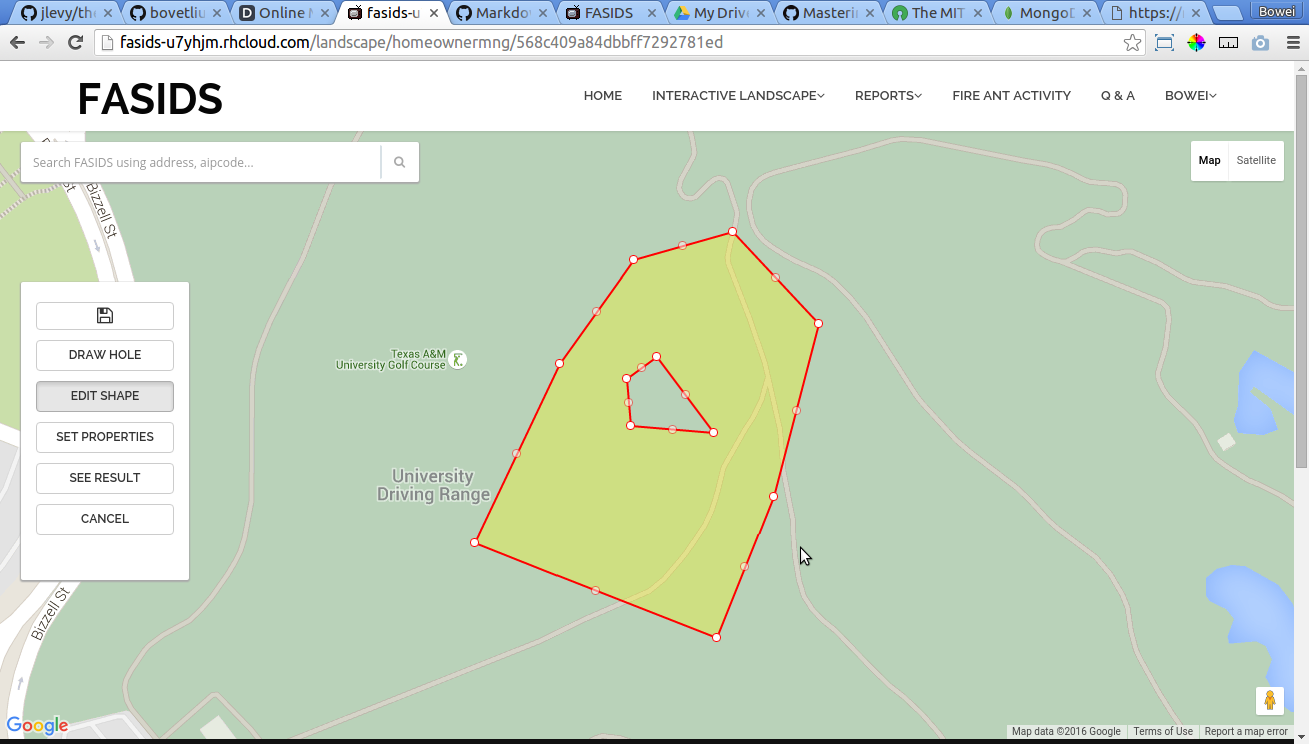 jlevy/the
bovetliu
Online M
fasids-u
Markdo
FASIDS
My Drive
Masterin
The MIT
MongoD
https://
Bowei
fasids-u7yhjm.rhcloud.com/landscape/homeownermng/568c409a84dbbff7292781ed
FASIDS
HOME
INTERACTIVE LANDSCAPE
REPORTS
FIRE ANT ACTIVITY
Q & A
BOWEI
Search FASIDS using address, aipcode...
Map
Satellite
Bizzell St
DRAW HOLE
EDIT SHAPE
SET PROPERTIES
SEE RESULT
CANCEL
Texas A&M
University Golf Course
University
Driving Range
Bizzell St
Google
Map data ©2016 Google
Terms of Use
Report a map error